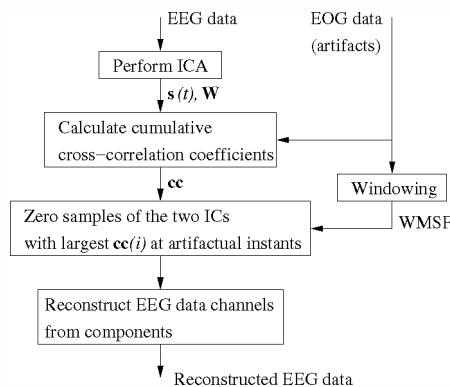 EEG data
EOG data
(artifacts)
Perform ICA
s(t), W
Calculate cumulative
cross−correlation coefficients
cc
Windowing
WMSF
Zero samples of the two ICs
with largest cc(i) at artifactual instants
Reconstruct EEG data channels
from components
Reconstructed EEG data